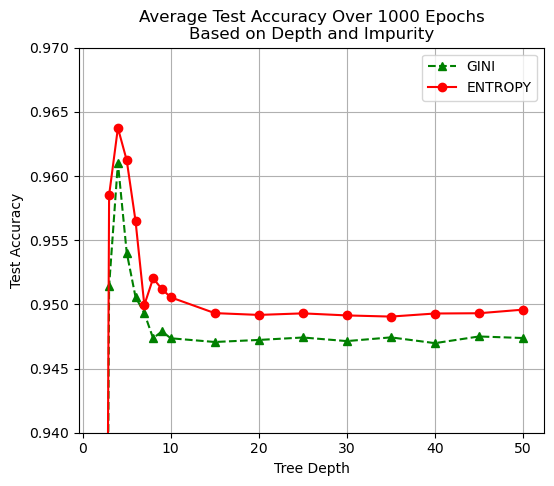 Average Test Accuracy Over 1000 Epochs
Based on Depth and Impurity
GINI
ENTROPY
Test Accuracy
0.970
0.965
0.960
0.955
0.950
0.945
0.940
0 10 20 30 40 50
Tree Depth